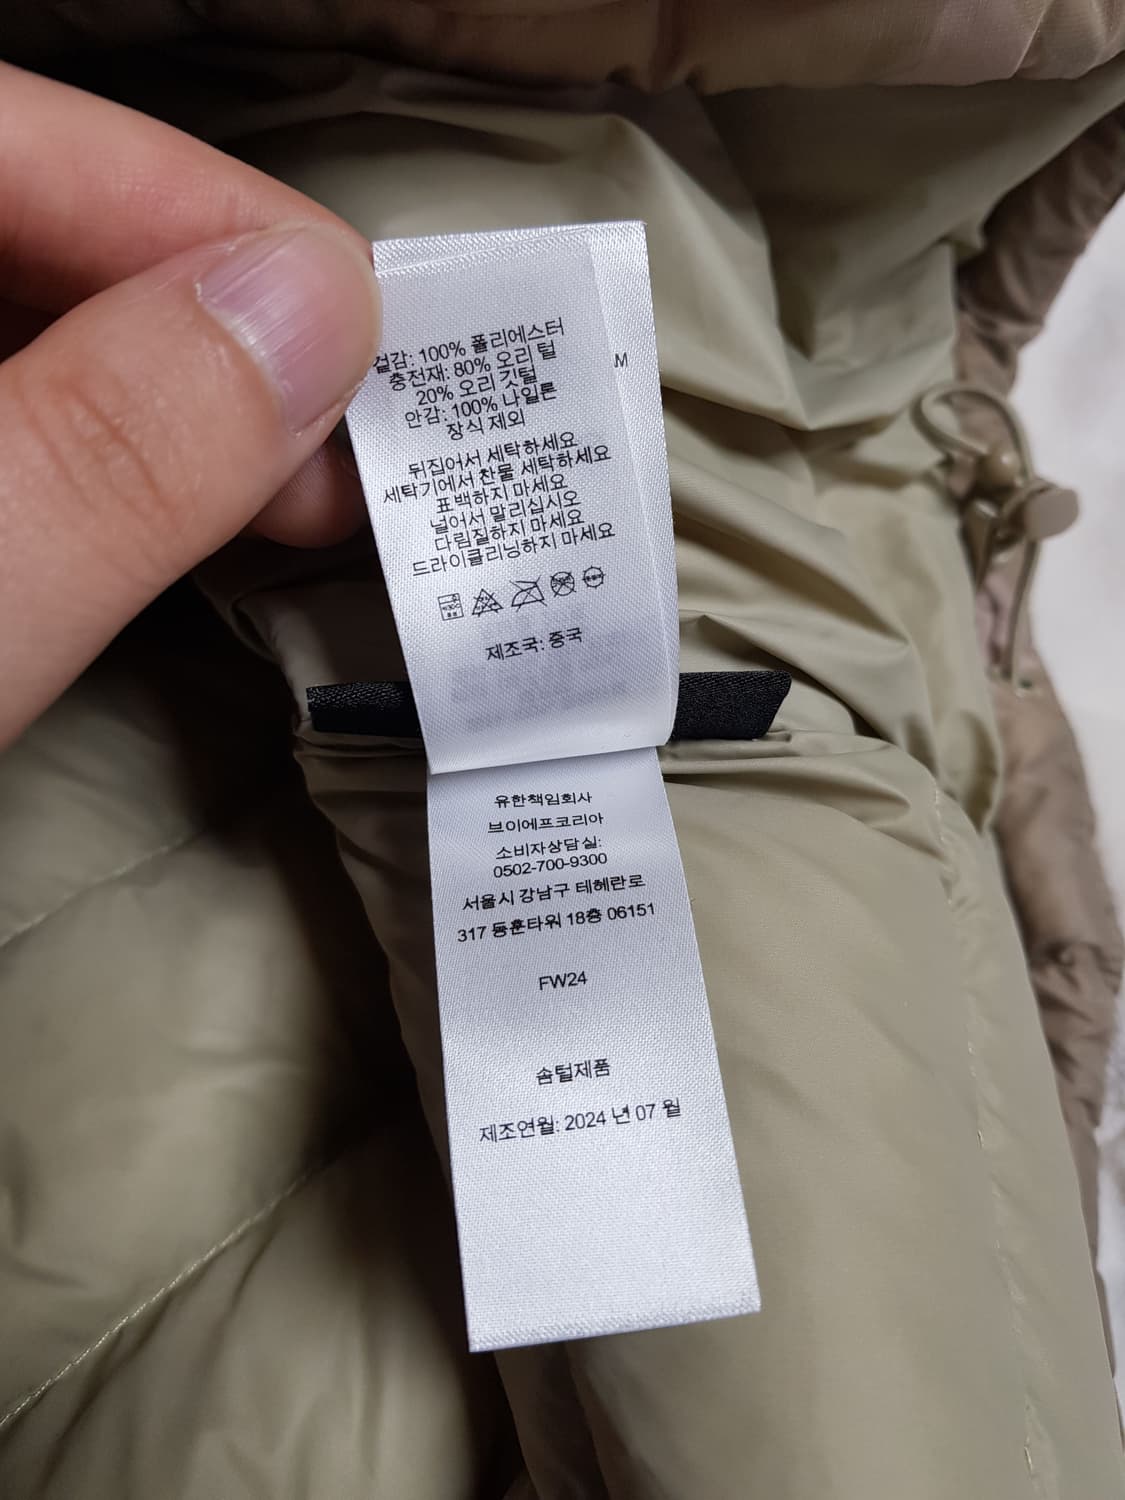 겉감: 100% 폴리에스터
충전재: 80% 오리 털
20% 오리 깃털
안감: 100% 나일론
장식 제외
뒤집어서 세탁하세요
세탁기에서 찬물 세탁하세요
표백하지 마세요
널어서 말리십시오
다림질하지 마세요
드라이클리닝하지 마세요
제조국: 중국
M
유한책임회사
브이에프코리아
소비자상담실:
0502-700-9300
서울시 강남구 테헤란로
317 동훈타워 18층 06151
FW24
솜털제품
제조연월: 2024 년 07 월